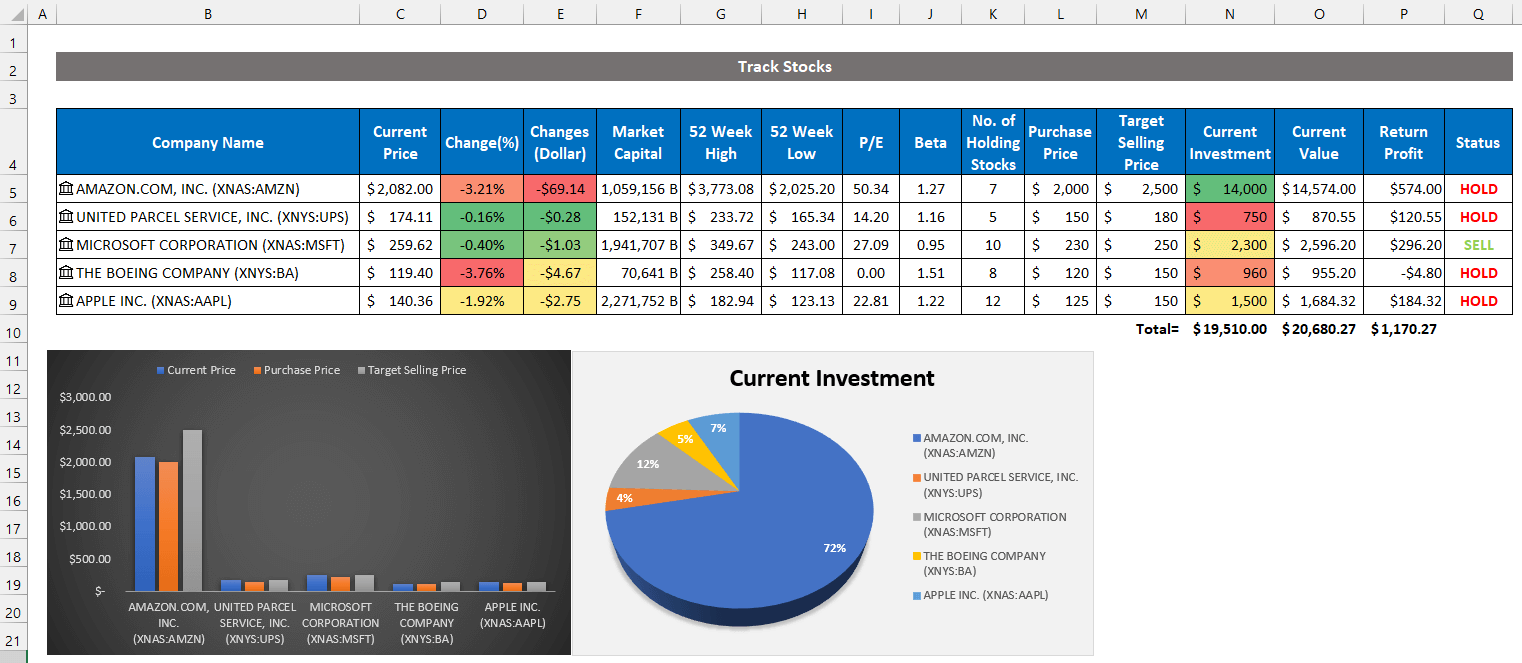 A B C D E F G H I J K L M N O P Q
1
2 Track Stocks
3
4 Company Name Current Price Change(%) Changes (Dollar) Market Capital 52 Week High 52 Week Low P/E Beta No. of Holding Stocks Purchase Price Target Selling Price Current Investment Current Value Return Profit Status
5 AMAZON.COM, INC. (XNAS:AMZN) $2,082.00 -3.21% -$69.14 1,059,156 B $3,773.08 $2,025.20 50.34 1.27 7 $ 2,000 $ 2,500 $ 14,000 $14,574.00 $574.00 HOLD
6 UNITED PARCEL SERVICE, INC. (XNYS:UPS) $ 174.11 -0.16% -$0.28 152,131 B $ 233.72 $ 165.34 14.20 1.16 5 $ 150 $ 180 $ 750 $ 870.55 $120.55 HOLD
7 MICROSOFT CORPORATION (XNAS:MSFT) $ 259.62 -0.40% -$1.03 1,941,707 B $ 349.67 $ 243.00 27.09 0.95 10 $ 230 $ 250 $ 2,300 $ 2,596.20 $296.20 SELL
8 THE BOEING COMPANY (XNYS:BA) $ 119.40 -3.76% -$4.67 70,641 B $ 258.40 $ 117.08 0.00 1.51 8 $ 120 $ 150 $ 960 $ 955.20 -$4.80 HOLD
9 APPLE INC. (XNAS:AAPL) $ 140.36 -1.92% -$2.75 2,271,752 B $ 182.94 $ 123.13 22.81 1.22 12 $ 125 $ 150 $ 1,500 $ 1,684.32 $184.32 HOLD
10 Total= $19,510.00 $20,680.27 $1,170.27
11
12
13
14
15
16
17
18
19
20
21
Current Price Purchase Price Target Selling Price
$3,000.00
$2,500.00
$2,000.00
$1,500.00
$1,000.00
$500.00
$-
AMAZON.COM, INC. (XNAS:AMZN)
UNITED PARCEL SERVICE, INC. (XNYS:UPS)
MICROSOFT CORPORATION (XNAS:MSFT)
THE BOEING COMPANY (XNYS:BA)
APPLE INC. (XNAS:AAPL)
Current Investment
7%
5%
12%
4%
72%
AMAZON.COM, INC.
(XNAS:AMZN)
UNITED PARCEL SERVICE, INC.
(XNYS:UPS)
MICROSOFT CORPORATION
(XNAS:MSFT)
THE BOEING COMPANY
(XNYS:BA)
APPLE INC. (XNAS:AAPL)